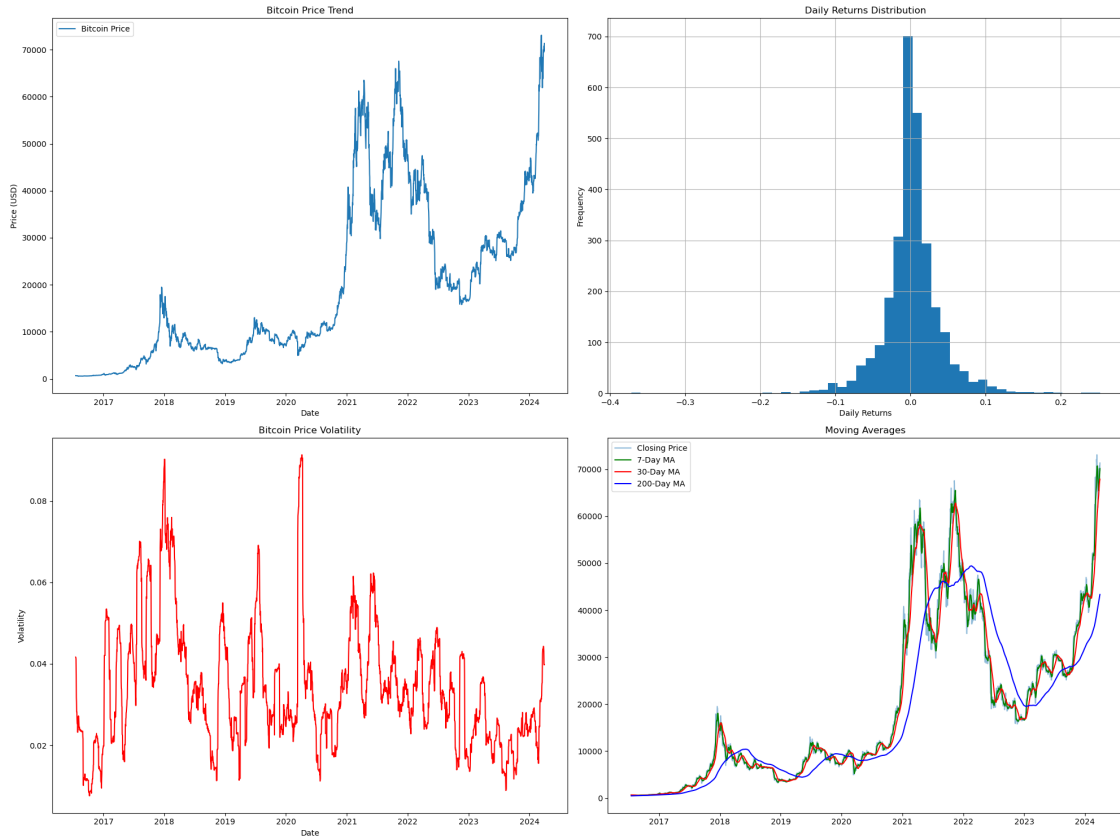 Bitcoin Price Trend
Bitcoin Price
Price (USD)
70000
60000
50000
40000
30000
20000
10000
0
2017 2018 2019 2020 2021 2022 2023 2024
Date
Daily Returns Distribution
Frequency
700
600
500
400
300
200
100
0
−0.4 −0.3 −0.2 −0.1 0.0 0.1 0.2
Daily Returns
Bitcoin Price Volatility
Volatility
0.08
0.06
0.04
0.02
2017 2018 2019 2020 2021 2022 2023 2024
Date
Moving Averages
Closing Price
7-Day MA
30-Day MA
200-Day MA
70000
60000
50000
40000
30000
20000
10000
0
2017 2018 2019 2020 2021 2022 2023 2024